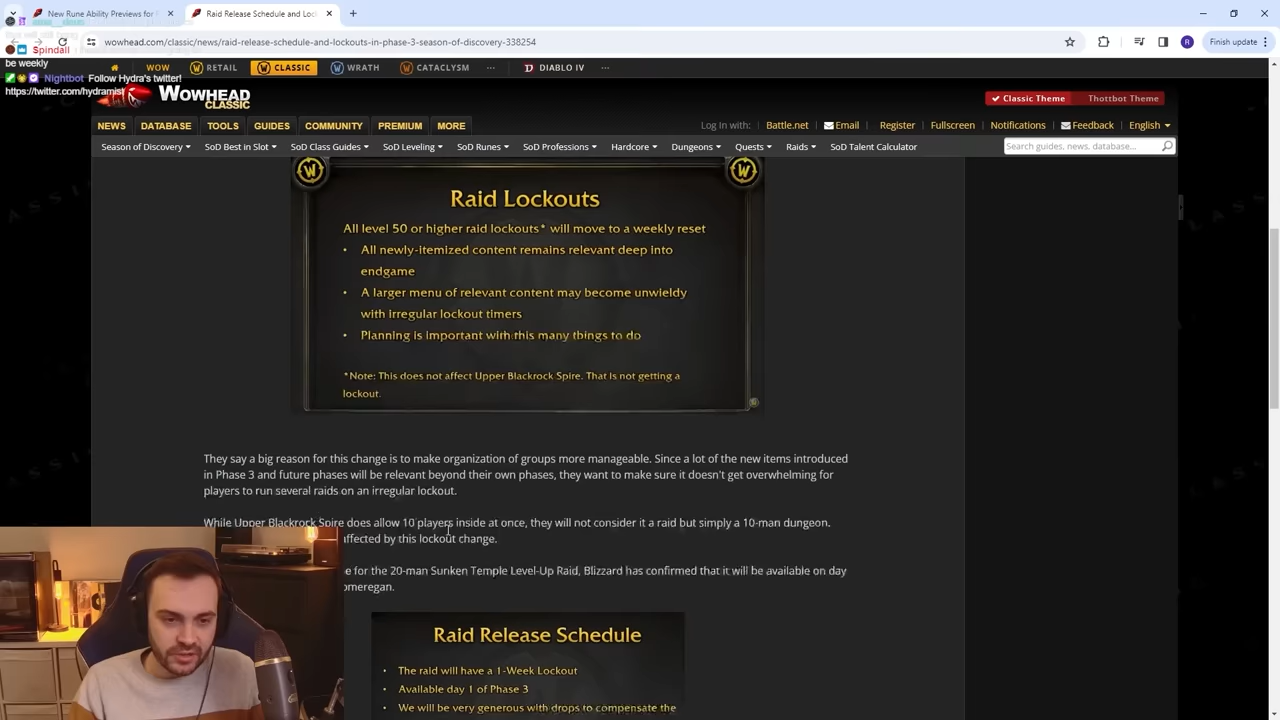 New Rune Ability Previews for
Raid Release Schedule and Loc
wowhead.com/classic/news/raid-release-schedule-and-lockouts-in-phase-3-season-of-discovery-338254
R
Finish update
Spindall
be weekly
Nightbot Follow Hydra's twitter!
https://twitter.com/hydramist
WOW
RETAIL
CLASSIC
WRATH
CATACLYSM
...
DIABLO IV
...
WOWHEAD
CLASSIC
Classic Theme
Thottbot Theme
NEWS
DATABASE
TOOLS
GUIDES
COMMUNITY
PREMIUM
MORE
Log In with:
Battle.net
Email
Register
Fullscreen
Notifications
Feedback
English
Season of Discovery
SoD Best in Slot
SoD Class Guides
SoD Leveling
SoD Runes
SoD Professions
Hardcore
Dungeons
Quests
Raids
SoD Talent Calculator
Search guides, news, database...
Raid Lockouts
All level 50 or higher raid lockouts* will move to a weekly reset
• All newly-itemized content remains relevant deep into
endgame
• A larger menu of relevant content may become unwieldy
with irregular lockout timers
• Planning is important with this many things to do
*Note: This does not affect Upper Blackrock Spire. That is not getting a
lockout.
They say a big reason for this change is to make organization of groups more manageable. Since a lot of the new items introduced
in Phase 3 and future phases will be relevant beyond their own phases, they want to make sure it doesn't get overwhelming for
players to run several raids on an irregular lockout.
While Upper Blackrock Spire does allow 10 players inside at once, they will not consider it a raid but simply a 10-man dungeon.
affected by this lockout change.
e for the 20-man Sunken Temple Level-Up Raid, Blizzard has confirmed that it will be available on day
omeregan.
Raid Release Schedule
• The raid will have a 1-Week Lockout
• Available day 1 of Phase 3
• We will be very generous with drops to compensate the